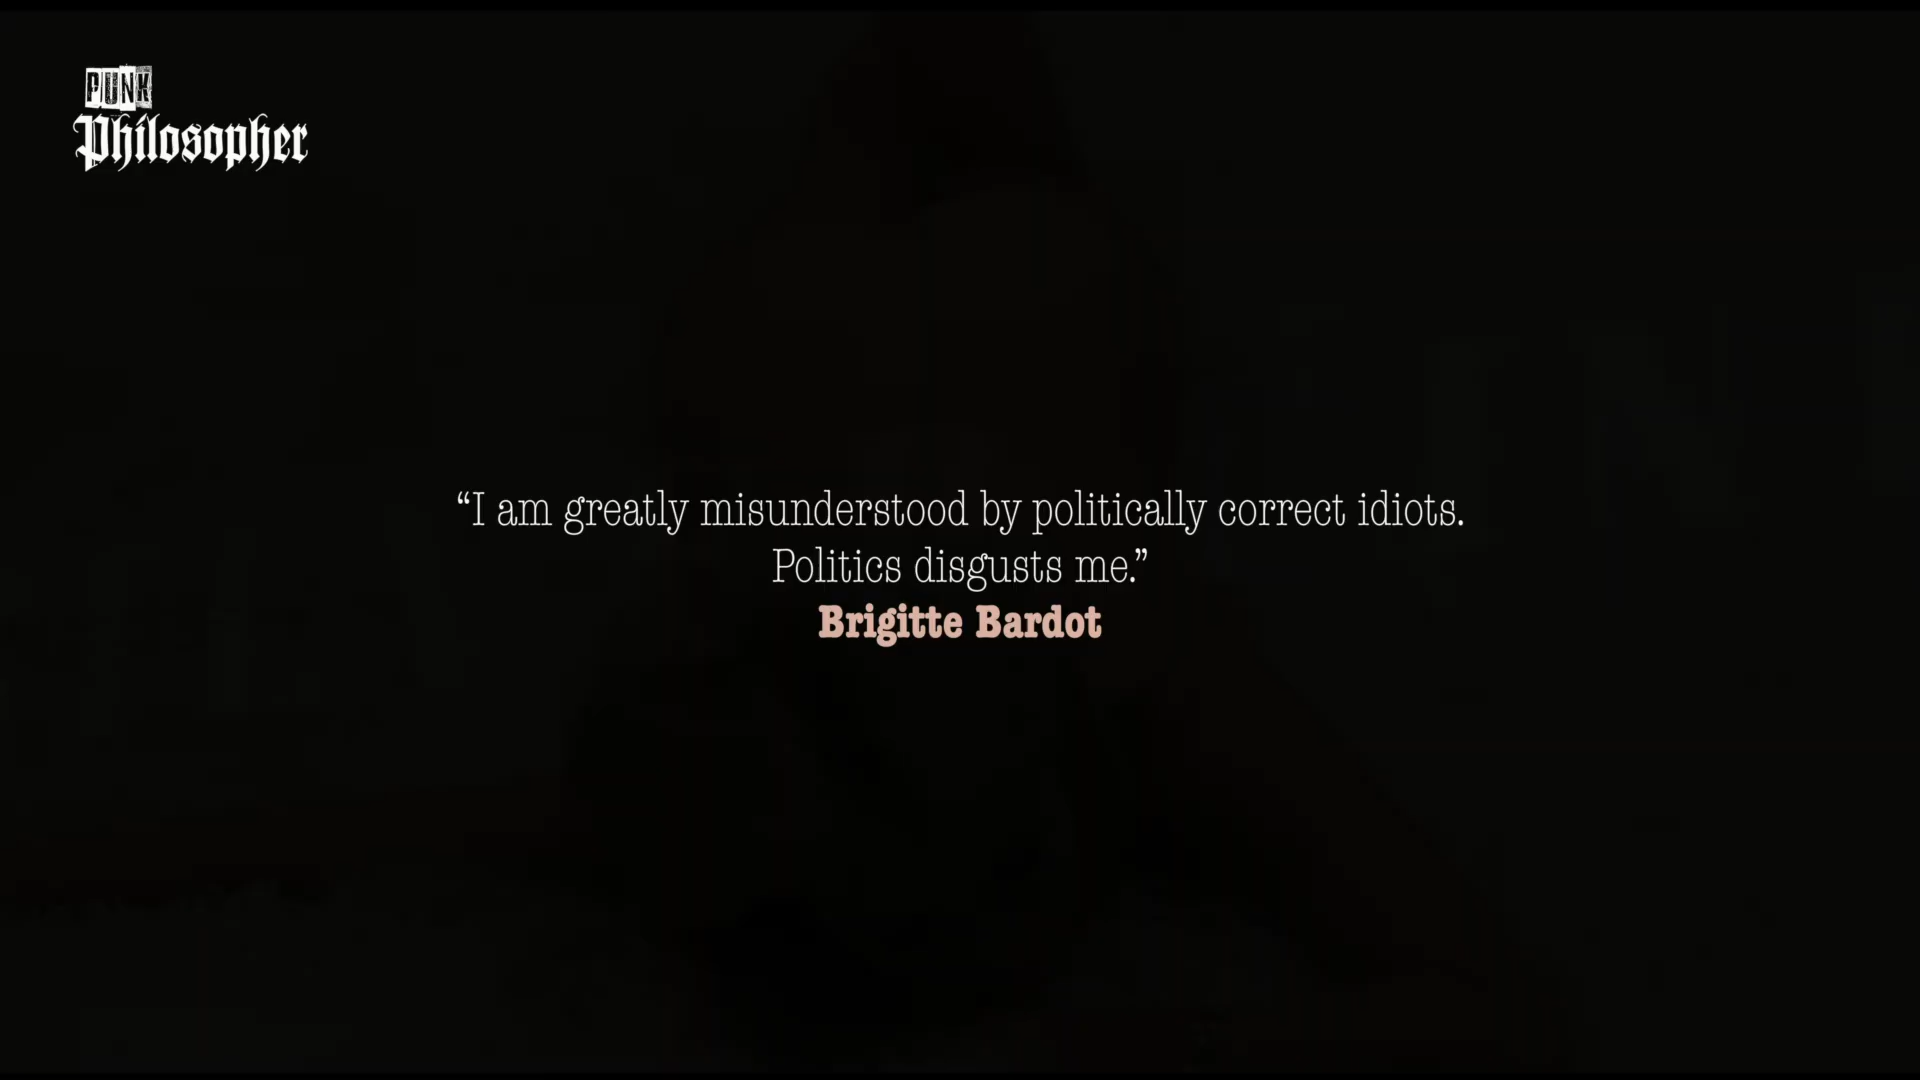 PUNK
Philosopher
“I am greatly misunderstood by politically correct idiots.
Politics disgusts me.”
Brigitte Bardot